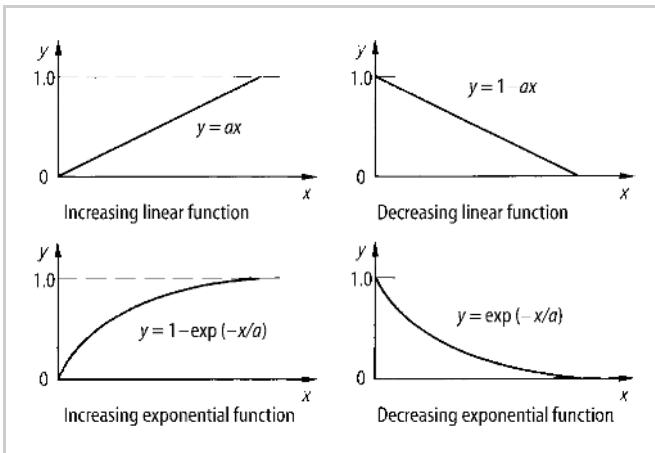 y
1.0
y = ax
0
x
Increasing linear function
y
1.0
y = 1 - ax
0
x
Decreasing linear function
y
1.0
y = 1 - exp (-x/a)
0
x
Increasing exponential function
y
1.0
y = exp (-x/a)
0
x
Decreasing exponential function